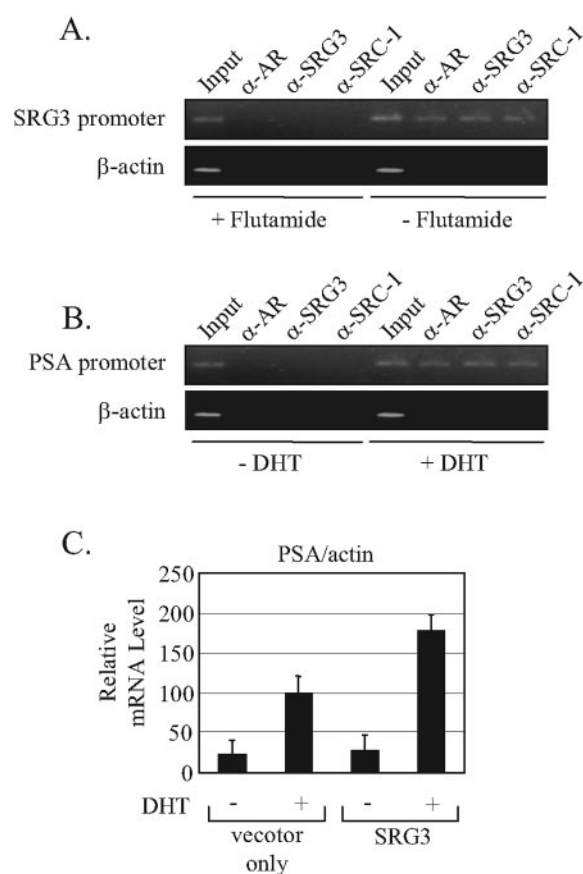 A.
Input α-AR α-SRG3 α-SRC-1 Input α-AR α-SRG3 α-SRC-1
SRG3 promoter
β-actin
+ Flutamide - Flutamide
B.
Input α-AR α-SRG3 α-SRC-1 Input α-AR α-SRG3 α-SRC-1
PSA promoter
β-actin
- DHT + DHT
C.
PSA/actin
Relative
mRNA Level
250
200
150
100
50
0
DHT - + - +
vecotor
only
SRG3